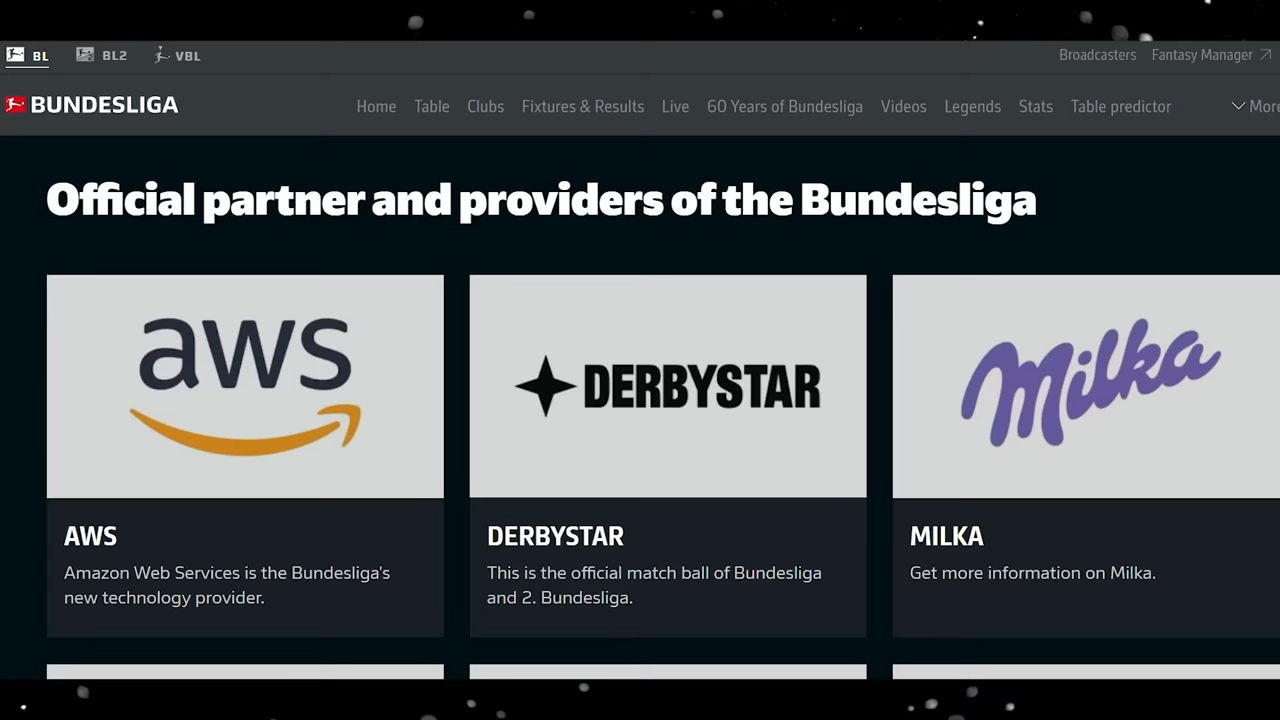 BL BL2 VBL Broadcasters Fantasy Manager
BUNDESLIGA Home Table Clubs Fixtures & Results Live 60 Years of Bundesliga Videos Legends Stats Table predictor More
Official partner and providers of the Bundesliga
aws DERBYSTAR Milka
AWS
Amazon Web Services is the Bundesliga's
new technology provider.
DERBYSTAR
This is the official match ball of Bundesliga
and 2. Bundesliga.
MILKA
Get more information on Milka.